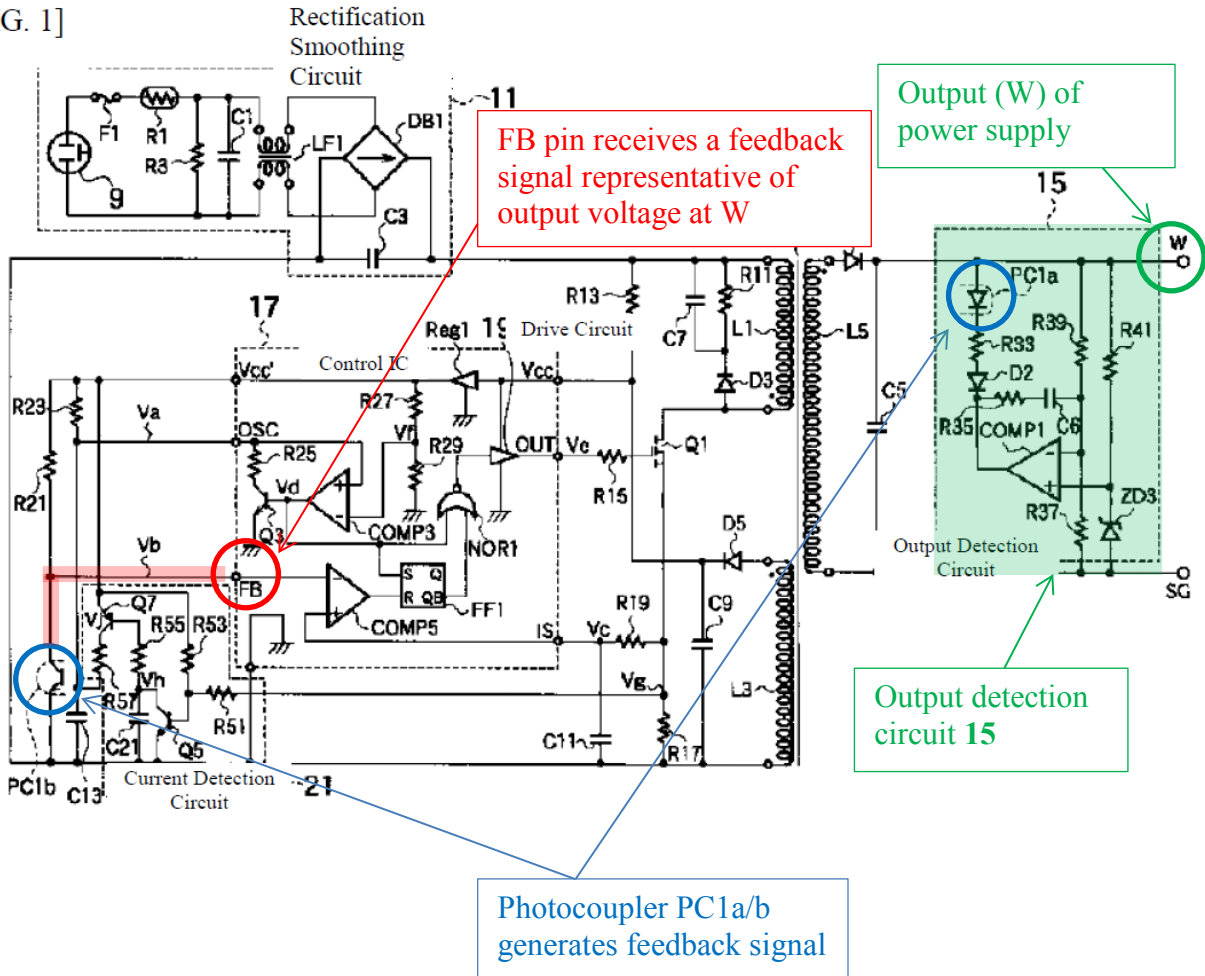 G. 1]
Rectification
Smoothing
Circuit
11
F1
R1
R3
C1
LF1
DB1
9
C3
FB pin receives a feedback
signal representative of
output voltage at W
Output (W) of
power supply
15
W
PC1a
R33
D2
R35
C6
COMP1
R39
R41
R37
ZD3
Output Detection
Circuit
SG
17
Reg1
Drive Circuit
Control IC
Vcc'
Vcc
R13
C7
R11
L1
L5
D3
C5
R23
Va
OSC
R25
R27
Vf
R29
OUT
Ve
R15
Q1
R21
Vd
Q3
COMP3
NOR1
Vb
FB
S Q
R QB
FF1
COMP5
IS
D5
R19
Vc
C9
Vg
L3
R17
C11
Q7
R55
R53
Vh
R57
R51
C21
Q5
PC1b
C13
Current Detection
Circuit
21
Output detection
circuit 15
Photocoupler PC1a/b
generates feedback signal